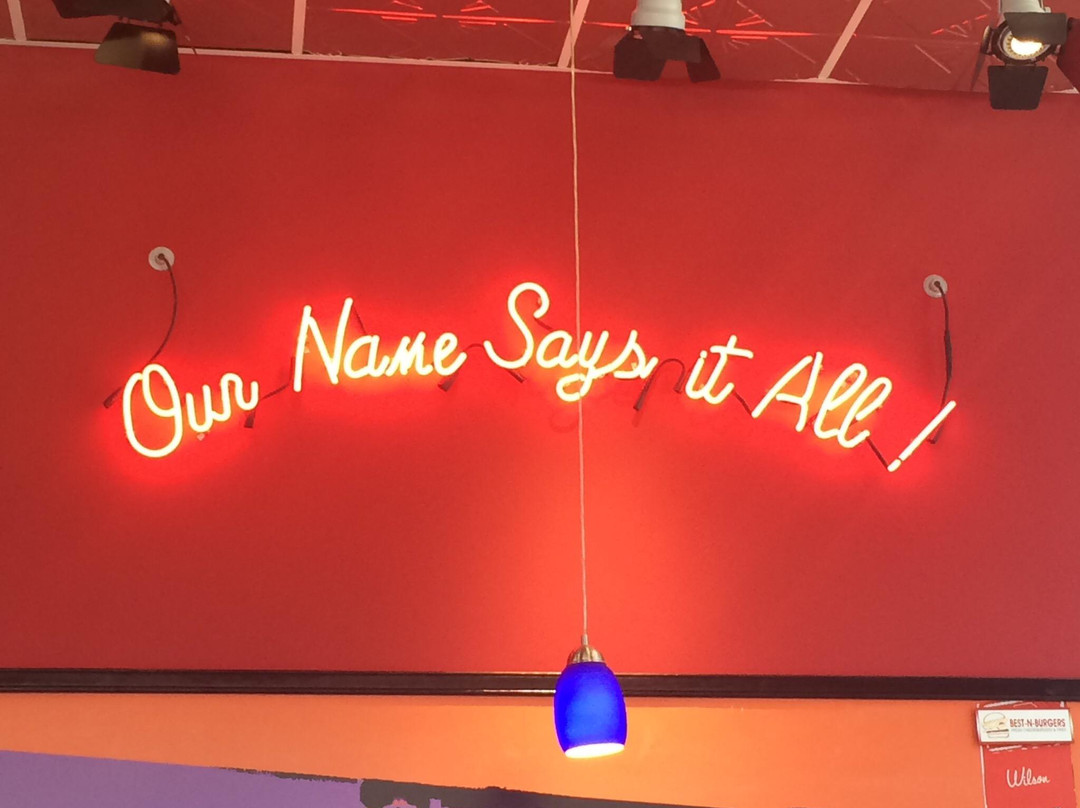 Our Name Says it All!
BEST-N-BURGERS
Wilson